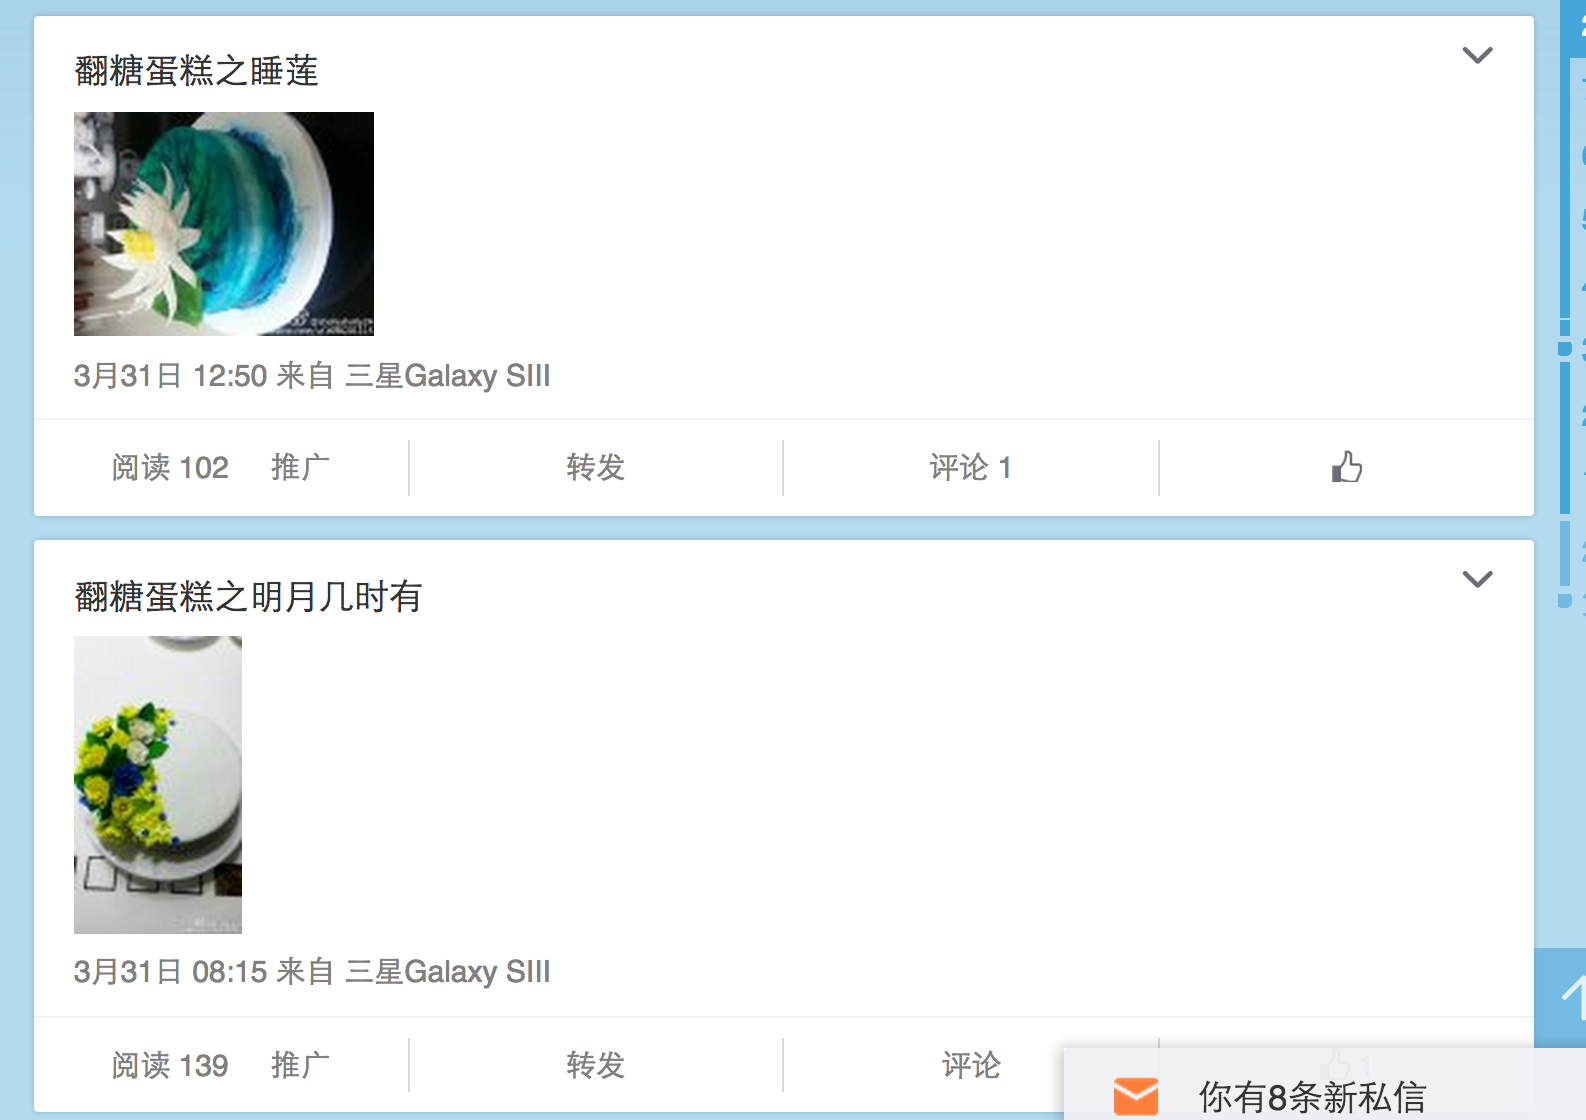 翻糖蛋糕之睡莲
3月31日 12:50 来自 三星Galaxy SIII
阅读 102 推广 转发 评论 1
翻糖蛋糕之明月几时有
3月31日 08:15 来自 三星Galaxy SIII
阅读 139 推广 转发 评论 1
你有8条新私信